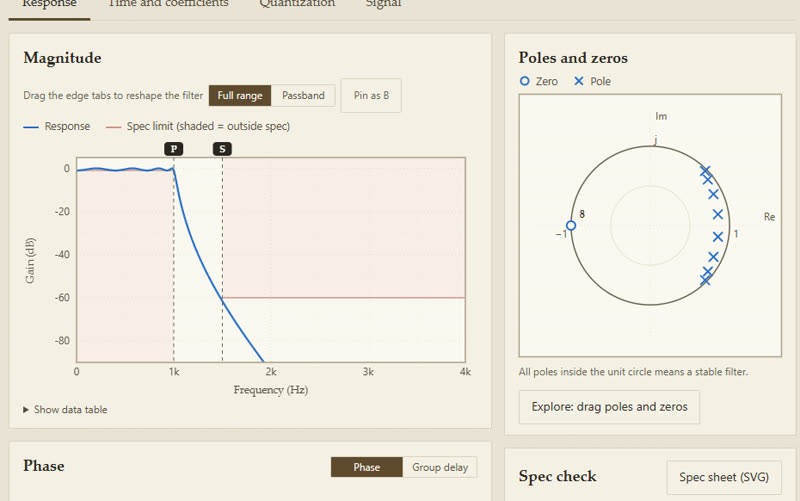 Response Time and coefficients Quantization Signal
Magnitude
Drag the edge tabs to reshape the filter Full range Passband Pin as B
Response Spec limit (shaded = outside spec)
P S
0
-20
-40
-60
-80
Gain (dB)
0 1k 2k 3k 4k
Frequency (Hz)
Show data table
Phase Phase Group delay
Poles and zeros
Zero Pole
Im
j
8
Re
−1 1
All poles inside the unit circle means a stable filter.
Explore: drag poles and zeros
Spec check Spec sheet (SVG)